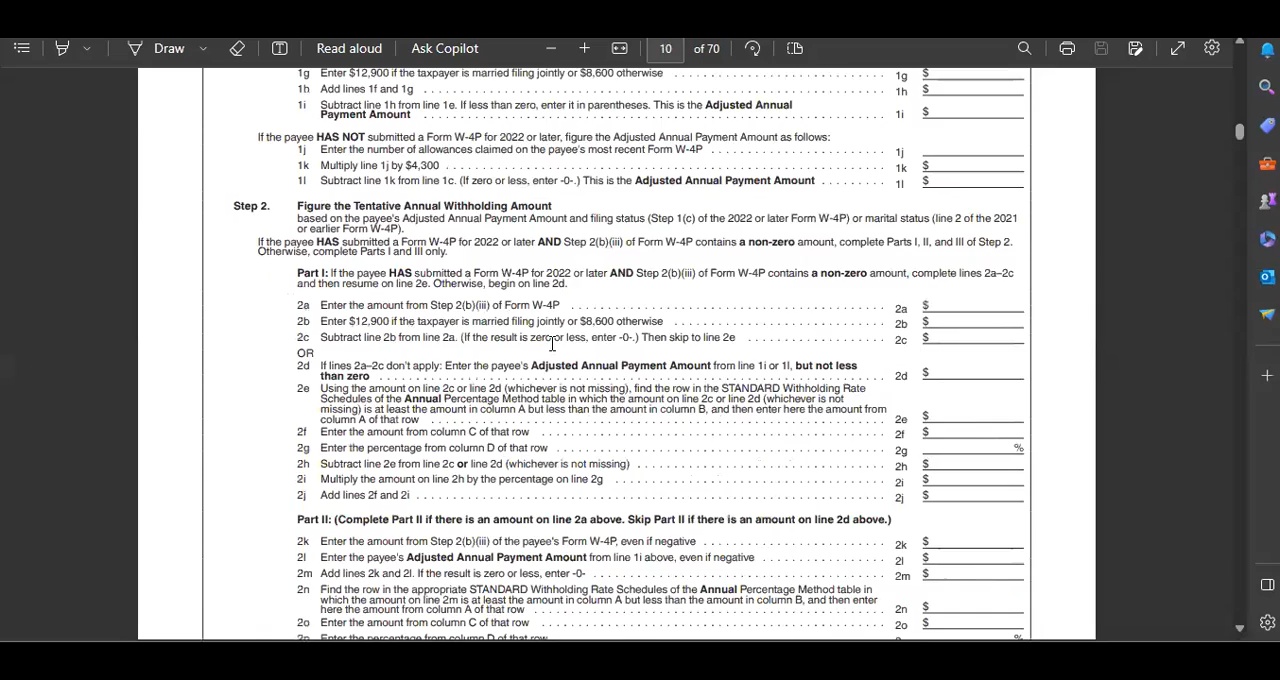 Draw
Read aloud
Ask Copilot
10 of 70
1g Enter $12,900 if the taxpayer is married filing jointly or $8,600 otherwise 1g $
1h Add lines 1f and 1g 1h $
1i Subtract line 1h from line 1e. If less than zero, enter it in parentheses. This is the Adjusted Annual
Payment Amount 1i $
If the payee HAS NOT submitted a Form W-4P for 2022 or later, figure the Adjusted Annual Payment Amount as follows:
1j Enter the number of allowances claimed on the payee's most recent Form W-4P 1j
1k Multiply line 1j by $4,300 1k $
1l Subtract line 1k from line 1c. (If zero or less, enter -0-.) This is the Adjusted Annual Payment Amount 1l $
Step 2. Figure the Tentative Annual Withholding Amount
based on the payee's Adjusted Annual Payment Amount and filing status (Step 1(c) of the 2022 or later Form W-4P) or marital status (line 2 of the 2021
or earlier Form W-4P).
If the payee HAS submitted a Form W-4P for 2022 or later AND Step 2(b)(iii) of Form W-4P contains a non-zero amount, complete Parts I, II, and III of Step 2.
Otherwise, complete Parts I and III only.
Part I: If the payee HAS submitted a Form W-4P for 2022 or later AND Step 2(b)(iii) of Form W-4P contains a non-zero amount, complete lines 2a–2c
and then resume on line 2e. Otherwise, begin on line 2d.
2a Enter the amount from Step 2(b)(iii) of Form W-4P 2a $
2b Enter $12,900 if the taxpayer is married filing jointly or $8,600 otherwise 2b $
2c Subtract line 2b from line 2a. (If the result is zero or less, enter -0-.) Then skip to line 2e 2c $
OR
2d If lines 2a–2c don't apply: Enter the payee's Adjusted Annual Payment Amount from line 1i or 1l, but not less
than zero 2d $
2e Using the amount on line 2c or line 2d (whichever is not missing), find the row in the STANDARD Withholding Rate
Schedules of the Annual Percentage Method table in which the amount on line 2c or line 2d (whichever is not
missing) is at least the amount in column A but less than the amount in column B, and then enter here the amount from
column A of that row 2e $
2f Enter the amount from column C of that row 2f $
2g Enter the percentage from column D of that row 2g %
2h Subtract line 2e from line 2c or line 2d (whichever is not missing) 2h $
2i Multiply the amount on line 2h by the percentage on line 2g 2i $
2j Add lines 2f and 2i 2j $
Part II: (Complete Part II if there is an amount on line 2a above. Skip Part II if there is an amount on line 2d above.)
2k Enter the amount from Step 2(b)(iii) of the payee's Form W-4P, even if negative 2k $
2l Enter the payee's Adjusted Annual Payment Amount from line 1i above, even if negative 2l $
2m Add lines 2k and 2l. If the result is zero or less, enter -0- 2m $
2n Find the row in the appropriate STANDARD Withholding Rate Schedules of the Annual Percentage Method table in
which the amount on line 2m is at least the amount in column A but less than the amount in column B, and then enter
here the amount from column A of that row 2n $
2o Enter the amount from column C of that row 2o $
Enter the percentage from column D of that row %